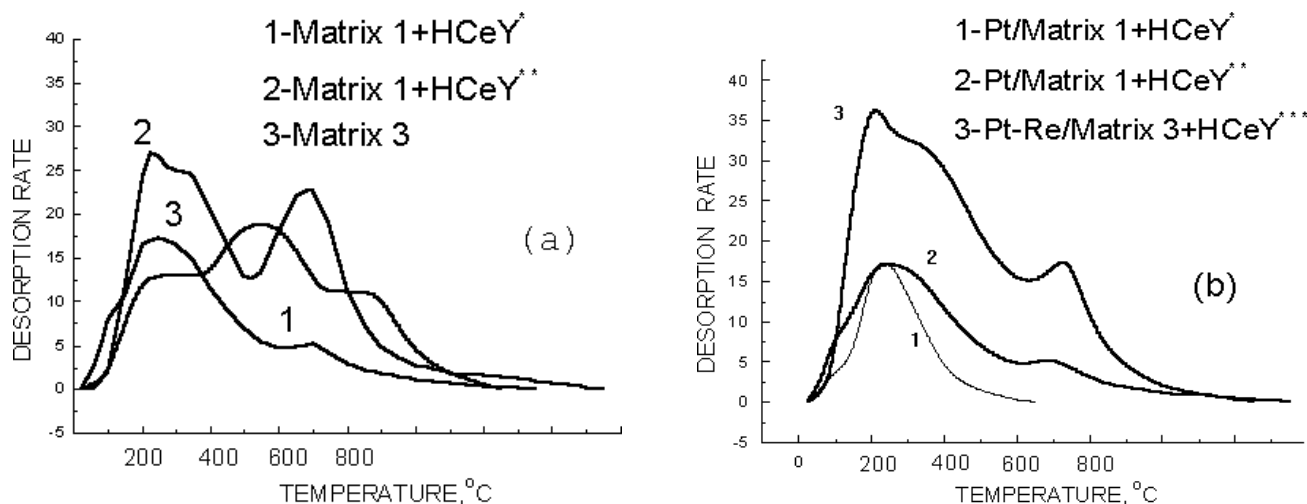 1-Matrix 1+HCeY*
2-Matrix 1+HCeY**
3-Matrix 3
DESORPTION RATE
40
35
30
25
20
15
10
5
0
-5
2
3
1
(a)
200 400 600 800
TEMPERATURE,°C
1-Pt/Matrix 1+HCeY*
2-Pt/Matrix 1+HCeY**
3-Pt-Re/Matrix 3+HCeY***
DESORPTION RATE
40
35
30
25
20
15
10
5
0
-5
3
2
1
(b)
0 200 400 600 800
TEMPERATURE,°C